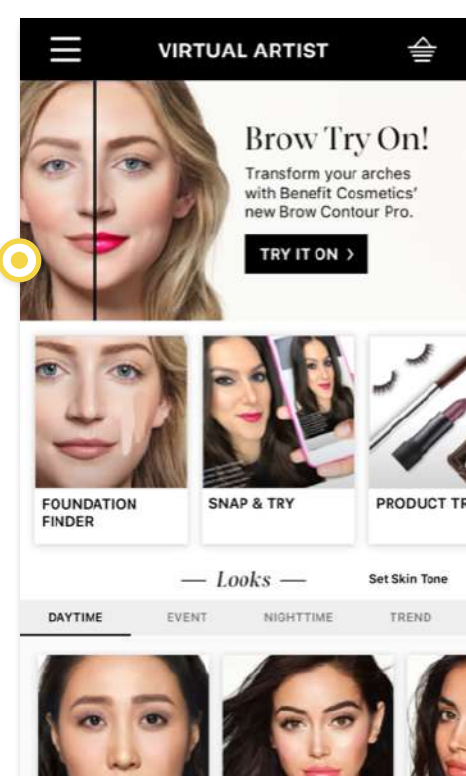 VIRTUAL ARTIST
Brow Try On!
Transform your arches
with Benefit Cosmetics'
new Brow Contour Pro.
TRY IT ON >
FOUNDATION
FINDER
SNAP & TRY
PRODUCT TR
— Looks —
Set Skin Tone
DAYTIME
EVENT
NIGHTTIME
TREND